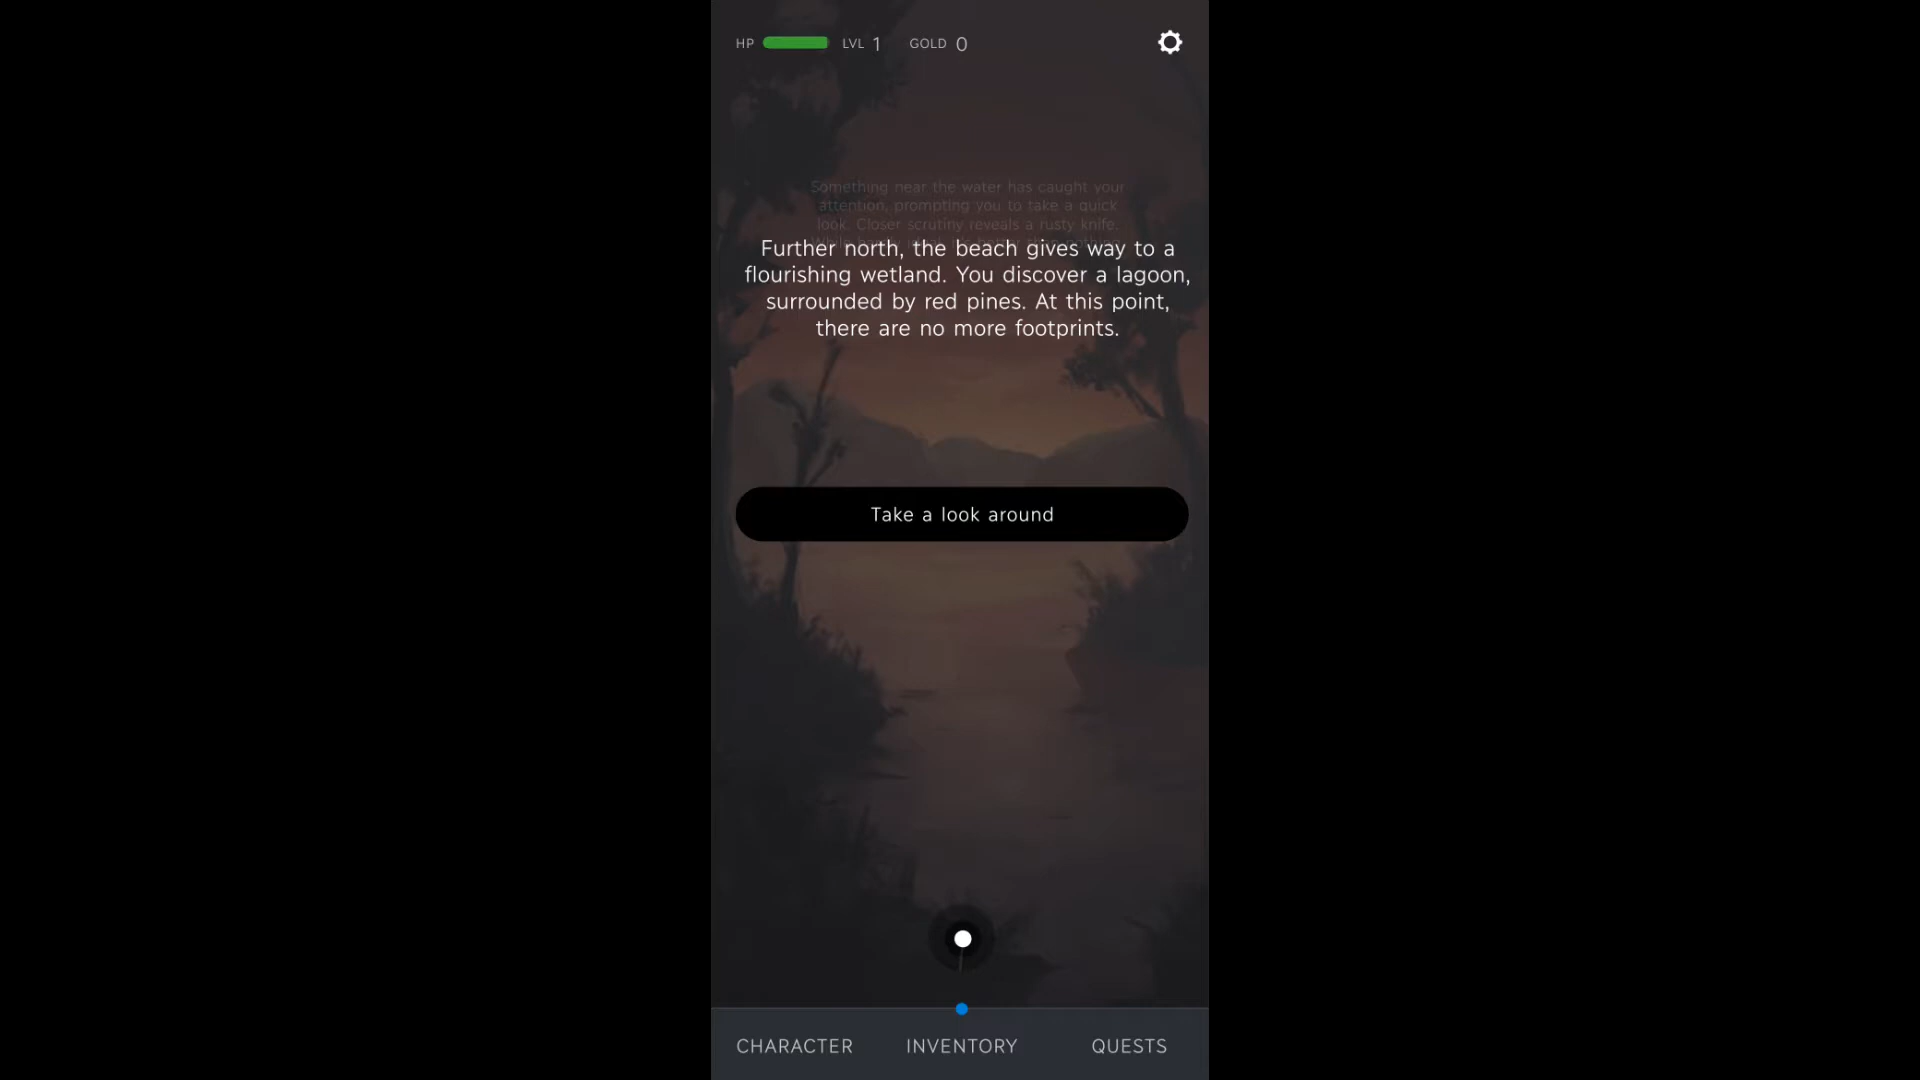 HP LVL 1 GOLD 0
Something near the water has caught your
attention, prompting you to take a quick
look. Closer scrutiny reveals a rusty knife.
Further north, the beach gives way to a
flourishing wetland. You discover a lagoon,
surrounded by red pines. At this point,
there are no more footprints.
Take a look around
CHARACTER INVENTORY QUESTS